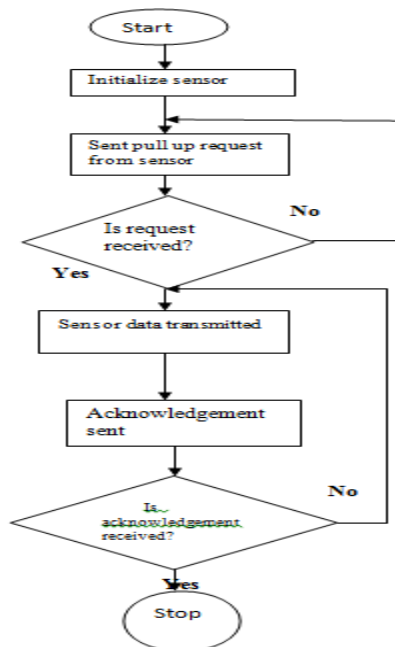 Start
Initialize sensor
Sent pull up request
from sensor
No
Is request
received?
Yes
Sensor data transmitted
Acknowledgement
sent
No
Is
acknowledgement
received?
Yes
Stop